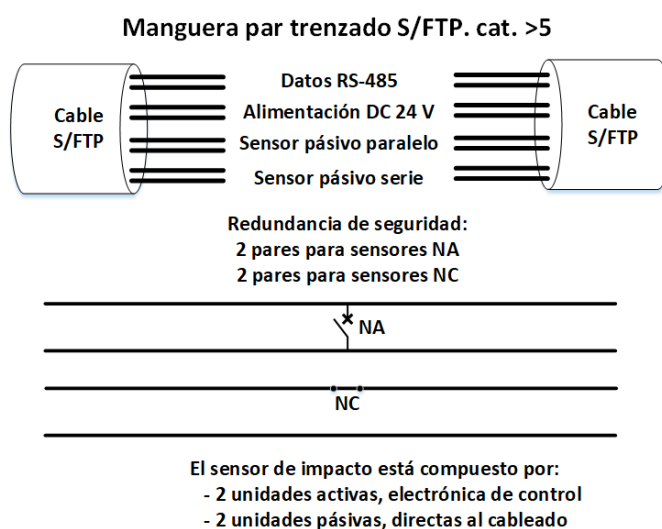 Manguera par trenzado S/FTP. cat. >5
Cable
S/FTP
Datos RS-485
Alimentación DC 24 V
Sensor pásivo paralelo
Sensor pásivo serie
Cable
S/FTP
Redundancia de seguridad:
2 pares para sensores NA
2 pares para sensores NC
NA
NC
El sensor de impacto está compuesto por:
- 2 unidades activas, electrónica de control
- 2 unidades pásivas, directas al cableado